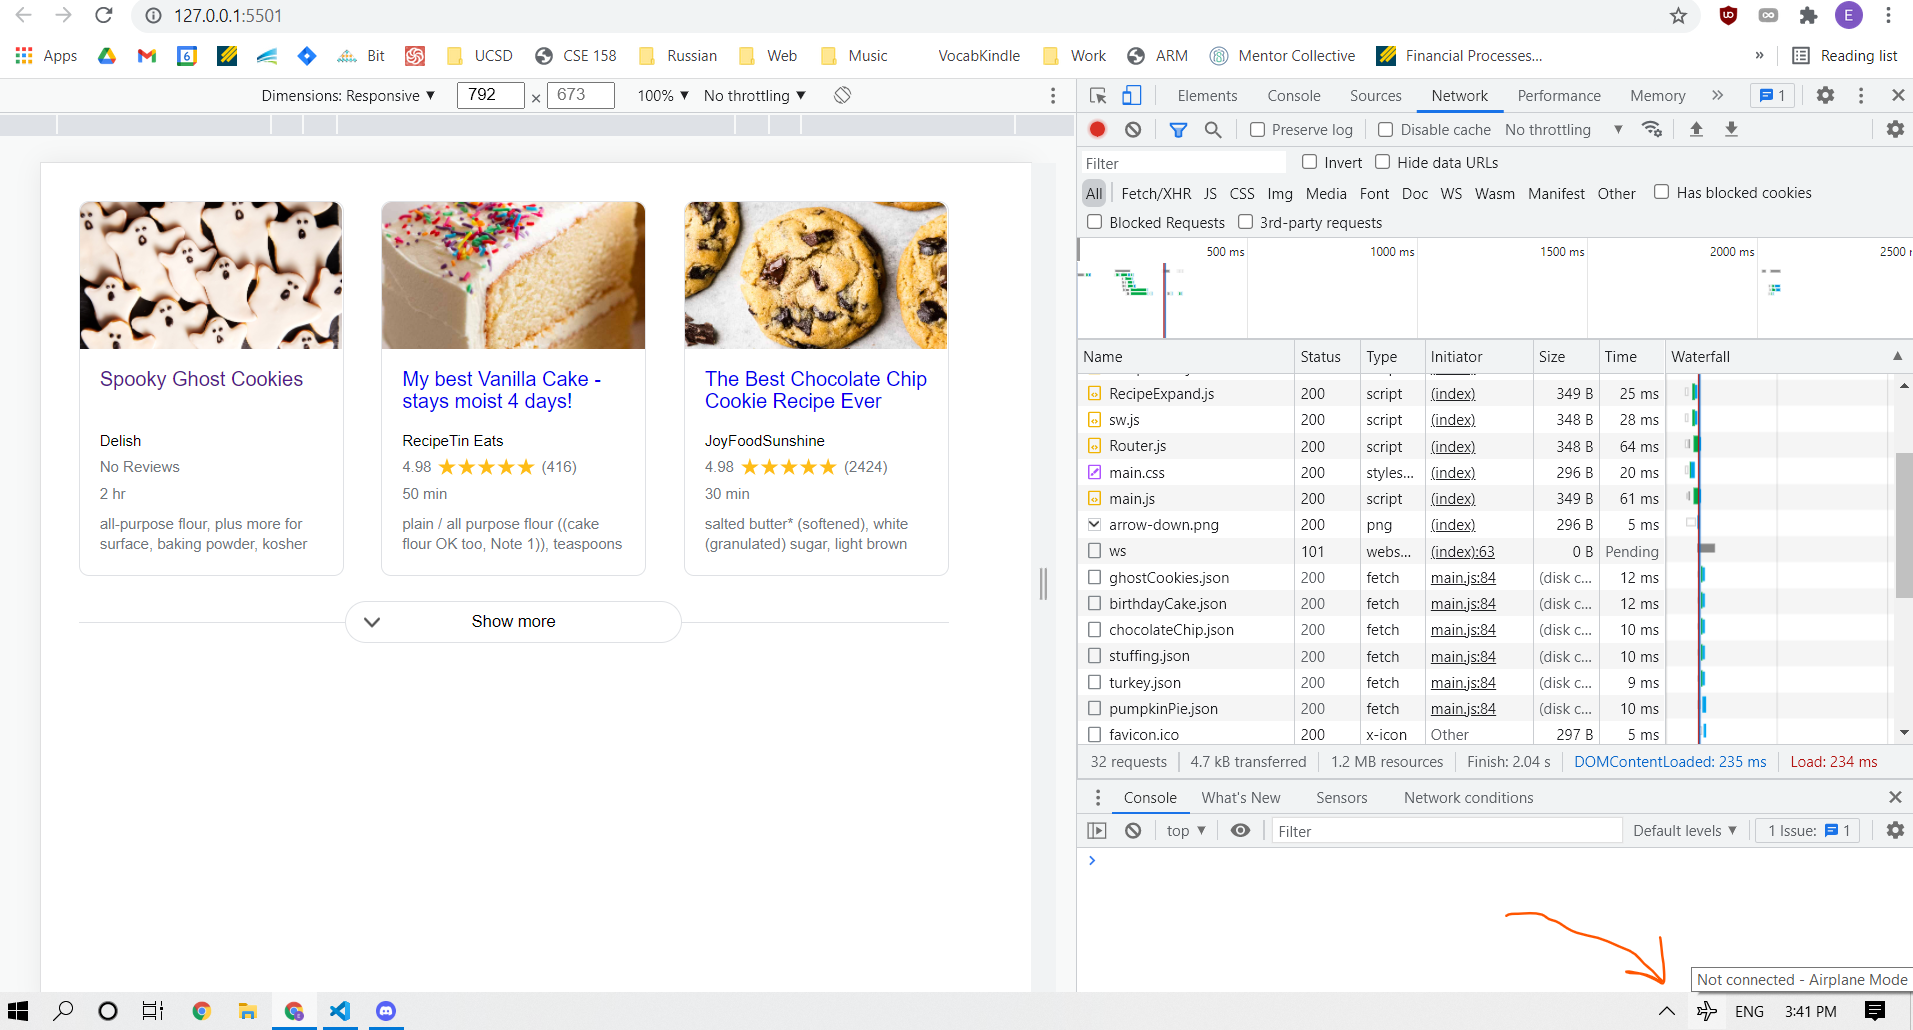 127.0.0.1:5501
E
Apps 6 Bit UCSD CSE 158 Russian Web Music VocabKindle Work ARM Mentor Collective Financial Processes... » Reading list
Dimensions: Responsive ▼ 792 × 673 100% ▼ No throttling ▼
Elements Console Sources Network Performance Memory » 1
Preserve log Disable cache No throttling ▼
Filter Invert Hide data URLs
All Fetch/XHR JS CSS Img Media Font Doc WS Wasm Manifest Other Has blocked cookies
Blocked Requests 3rd-party requests
500 ms 1000 ms 1500 ms 2000 ms 2500
Name Status Type Initiator Size Time Waterfall
RecipeExpand.js 200 script (index) 349 B 25 ms
sw.js 200 script (index) 348 B 28 ms
Router.js 200 script (index) 348 B 64 ms
main.css 200 styles... (index) 296 B 20 ms
main.js 200 script (index) 349 B 61 ms
arrow-down.png 200 png (index) 296 B 5 ms
ws 101 webs... (index):63 0 B Pending
ghostCookies.json 200 fetch main.js:84 (disk c... 12 ms
birthdayCake.json 200 fetch main.js:84 (disk c... 12 ms
chocolateChip.json 200 fetch main.js:84 (disk c... 10 ms
stuffing.json 200 fetch main.js:84 (disk c... 10 ms
turkey.json 200 fetch main.js:84 (disk c... 9 ms
pumpkinPie.json 200 fetch main.js:84 (disk c... 10 ms
favicon.ico 200 x-icon Other 297 B 5 ms
32 requests 4.7 kB transferred 1.2 MB resources Finish: 2.04 s DOMContentLoaded: 235 ms Load: 234 ms
Console What's New Sensors Network conditions
top ▼ Filter Default levels ▼ 1 Issue: 1
Spooky Ghost Cookies
Delish
No Reviews
2 hr
all-purpose flour, plus more for
surface, baking powder, kosher
My best Vanilla Cake -
stays moist 4 days!
RecipeTin Eats
4.98 ★★★★★ (416)
50 min
plain / all purpose flour ((cake
flour OK too, Note 1)), teaspoons
The Best Chocolate Chip
Cookie Recipe Ever
JoyFoodSunshine
4.98 ★★★★★ (2424)
30 min
salted butter* (softened), white
(granulated) sugar, light brown
Show more
Not connected - Airplane Mode
ENG 3:41 PM